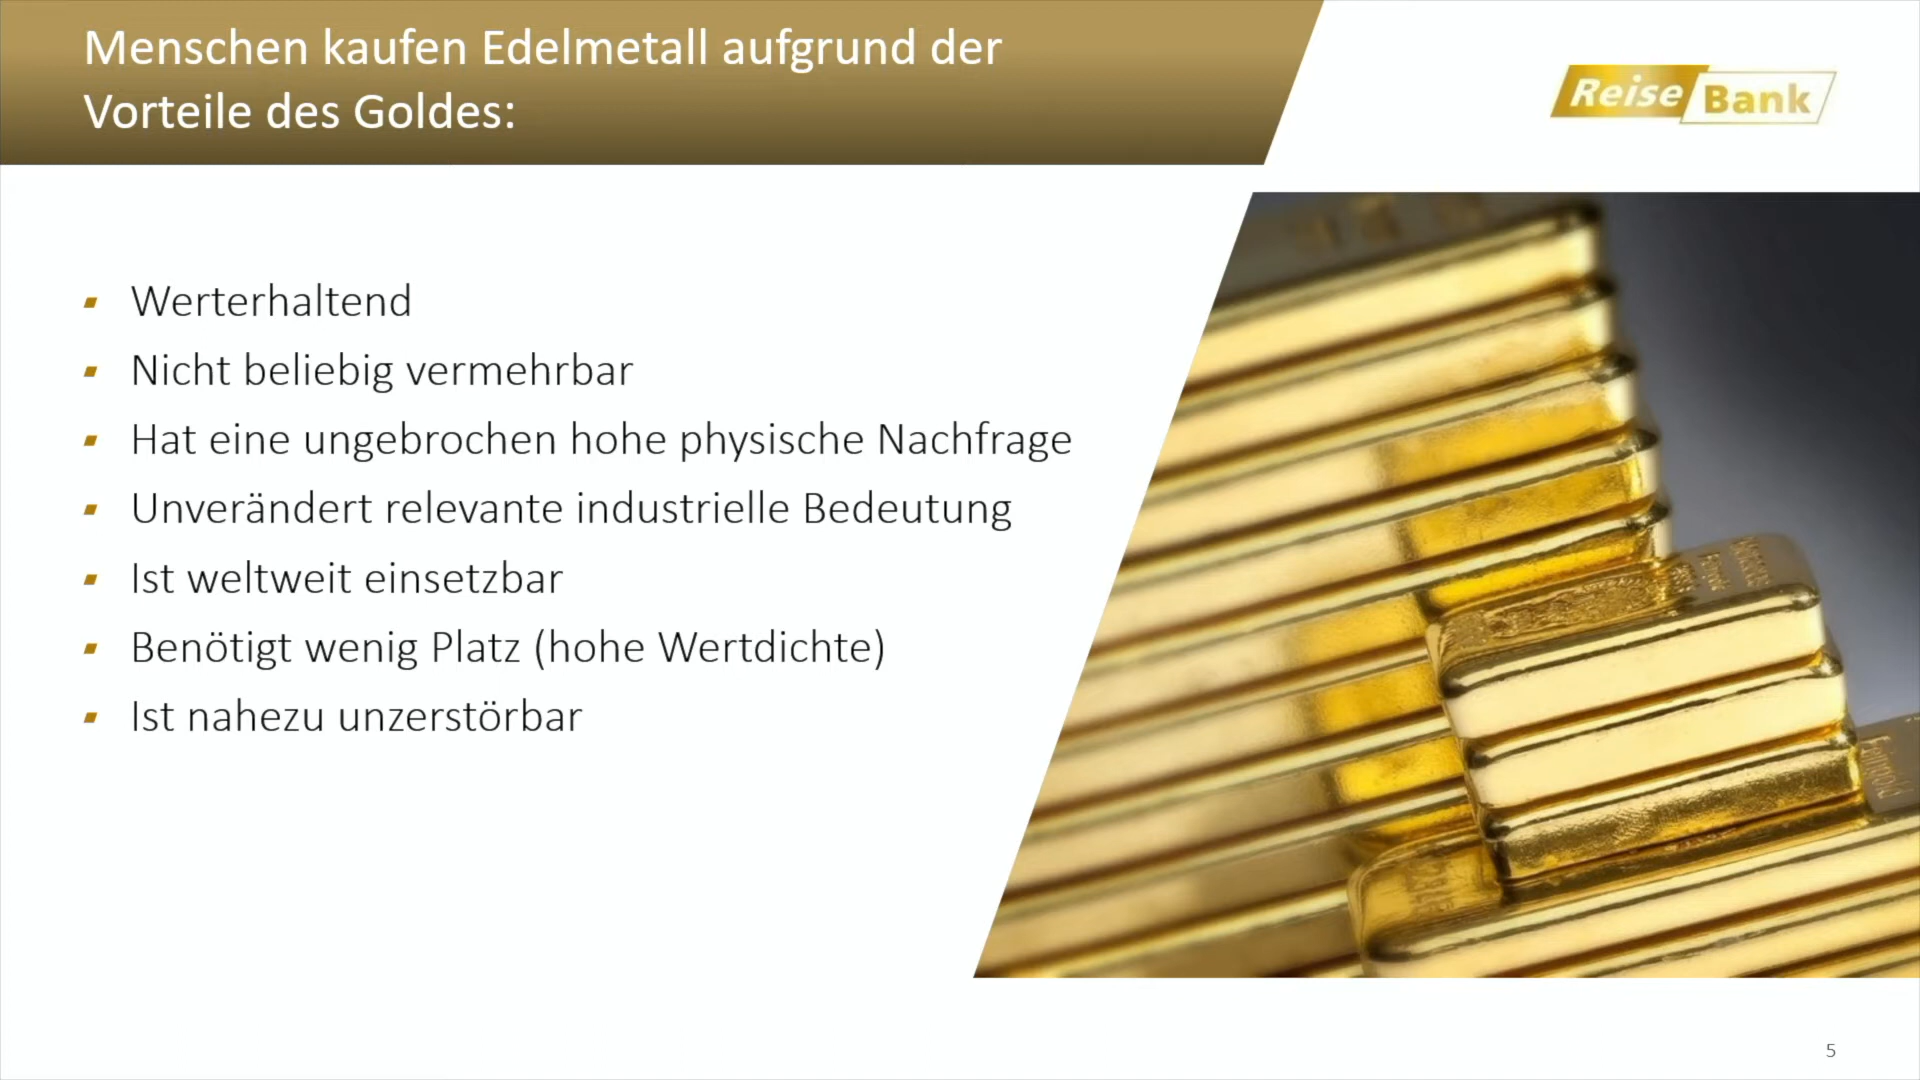 Menschen kaufen Edelmetall aufgrund der
Vorteile des Goldes:
Reise Bank
Werterhaltend
Nicht beliebig vermehrbar
Hat eine ungebrochen hohe physische Nachfrage
Unverändert relevante industrielle Bedeutung
Ist weltweit einsetzbar
Benötigt wenig Platz (hohe Wertdichte)
Ist nahezu unzerstörbar
5